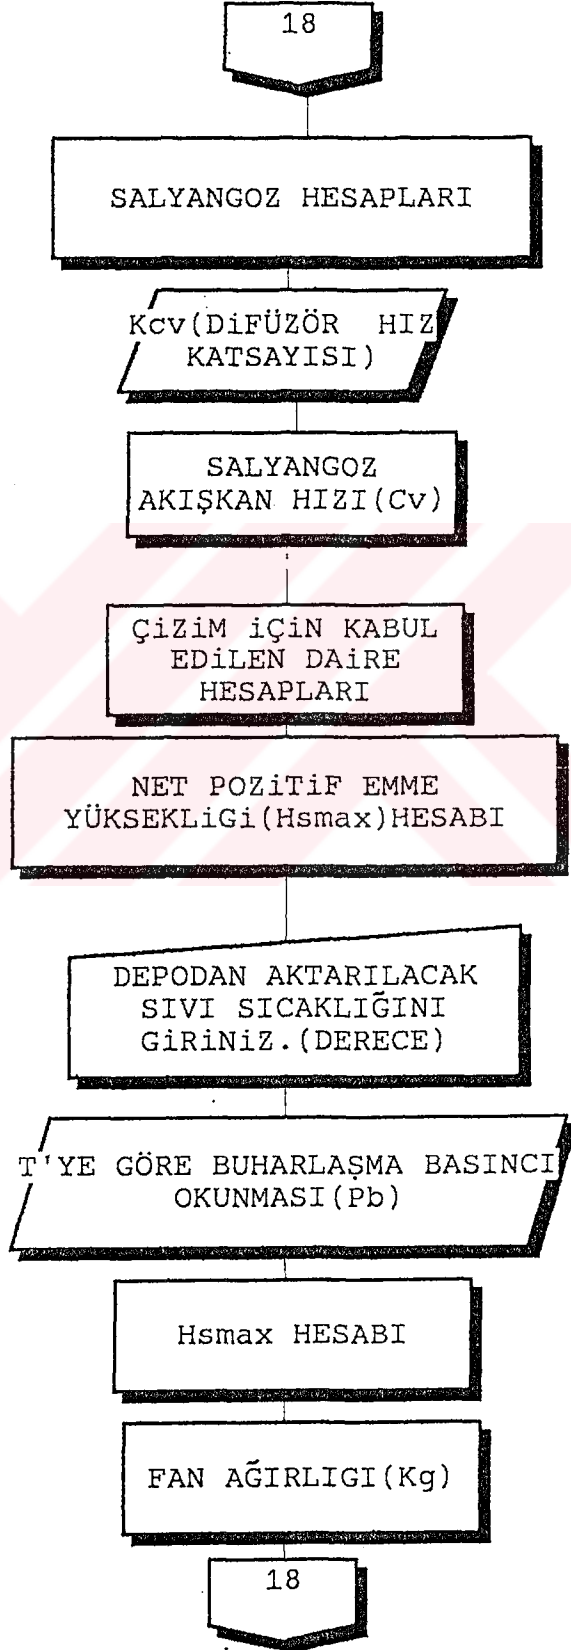 18
SALYANGOZ HESAPLARI
Kcv(DiFÜZÖR HIZ
KATSAYISI)
SALYANGOZ
AKIŞKAN HIZI(Cv)
ÇiZiM iÇiN KABUL
EDiLEN DAiRE
HESAPLARI
NET POZiTiF EMME
YÜKSEKLiGi(Hsmax)HESABI
DEPODAN AKTARILACAK
SIVI SICAKLIĞINI
GiRiNiZ.(DERECE)
T'YE GÖRE BUHARLAŞMA BASINCI
OKUNMASI(Pb)
Hsmax HESABI
FAN AĞIRLIGI(Kg)
18